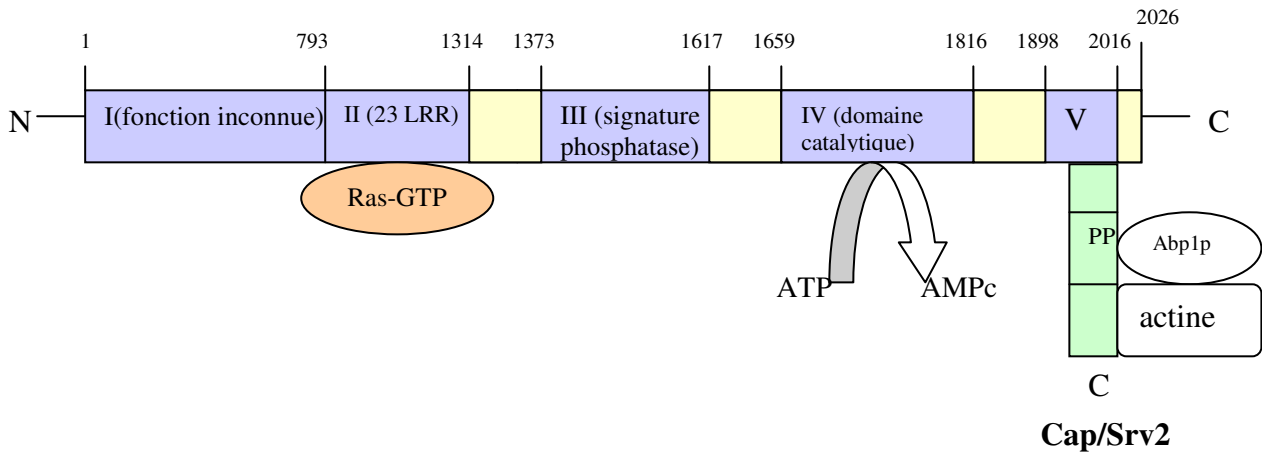 2026
1 793 1314 1373 1617 1659 1816 1898 2016
N I(fonction inconnue) II (23 LRR) III (signature phosphatase) IV (domaine catalytique) V C
Ras-GTP
PP Abp1p
ATP AMPc
actine
C
Cap/Srv2